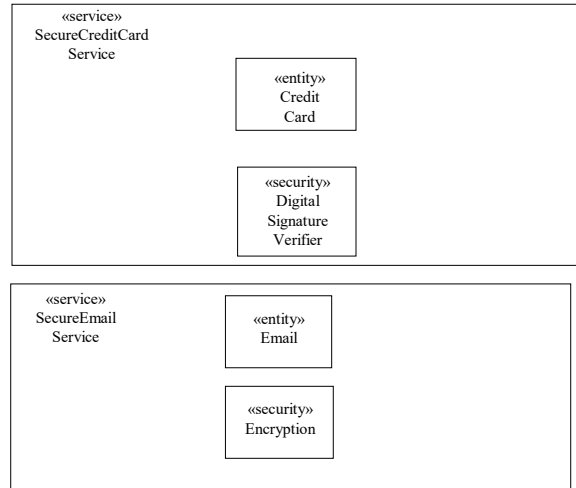 «service»
SecureCreditCard
Service
«entity»
Credit
Card
«security»
Digital
Signature
Verifier
«service»
SecureEmail
Service
«entity»
Email
«security»
Encryption